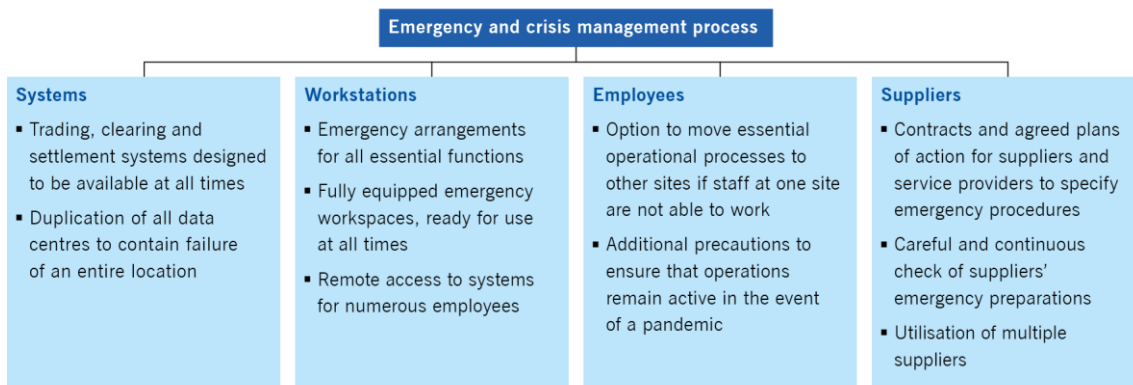 Emergency and crisis management process
Systems
▪ Trading, clearing and
settlement systems designed
to be available at all times
▪ Duplication of all data
centres to contain failure
of an entire location
Workstations
▪ Emergency arrangements
for all essential functions
▪ Fully equipped emergency
workspaces, ready for use
at all times
▪ Remote access to systems
for numerous employees
Employees
▪ Option to move essential
operational processes to
other sites if staff at one site
are not able to work
▪ Additional precautions to
ensure that operations
remain active in the event
of a pandemic
Suppliers
▪ Contracts and agreed plans
of action for suppliers and
service providers to specify
emergency procedures
▪ Careful and continuous
check of suppliers’
emergency preparations
▪ Utilisation of multiple
suppliers